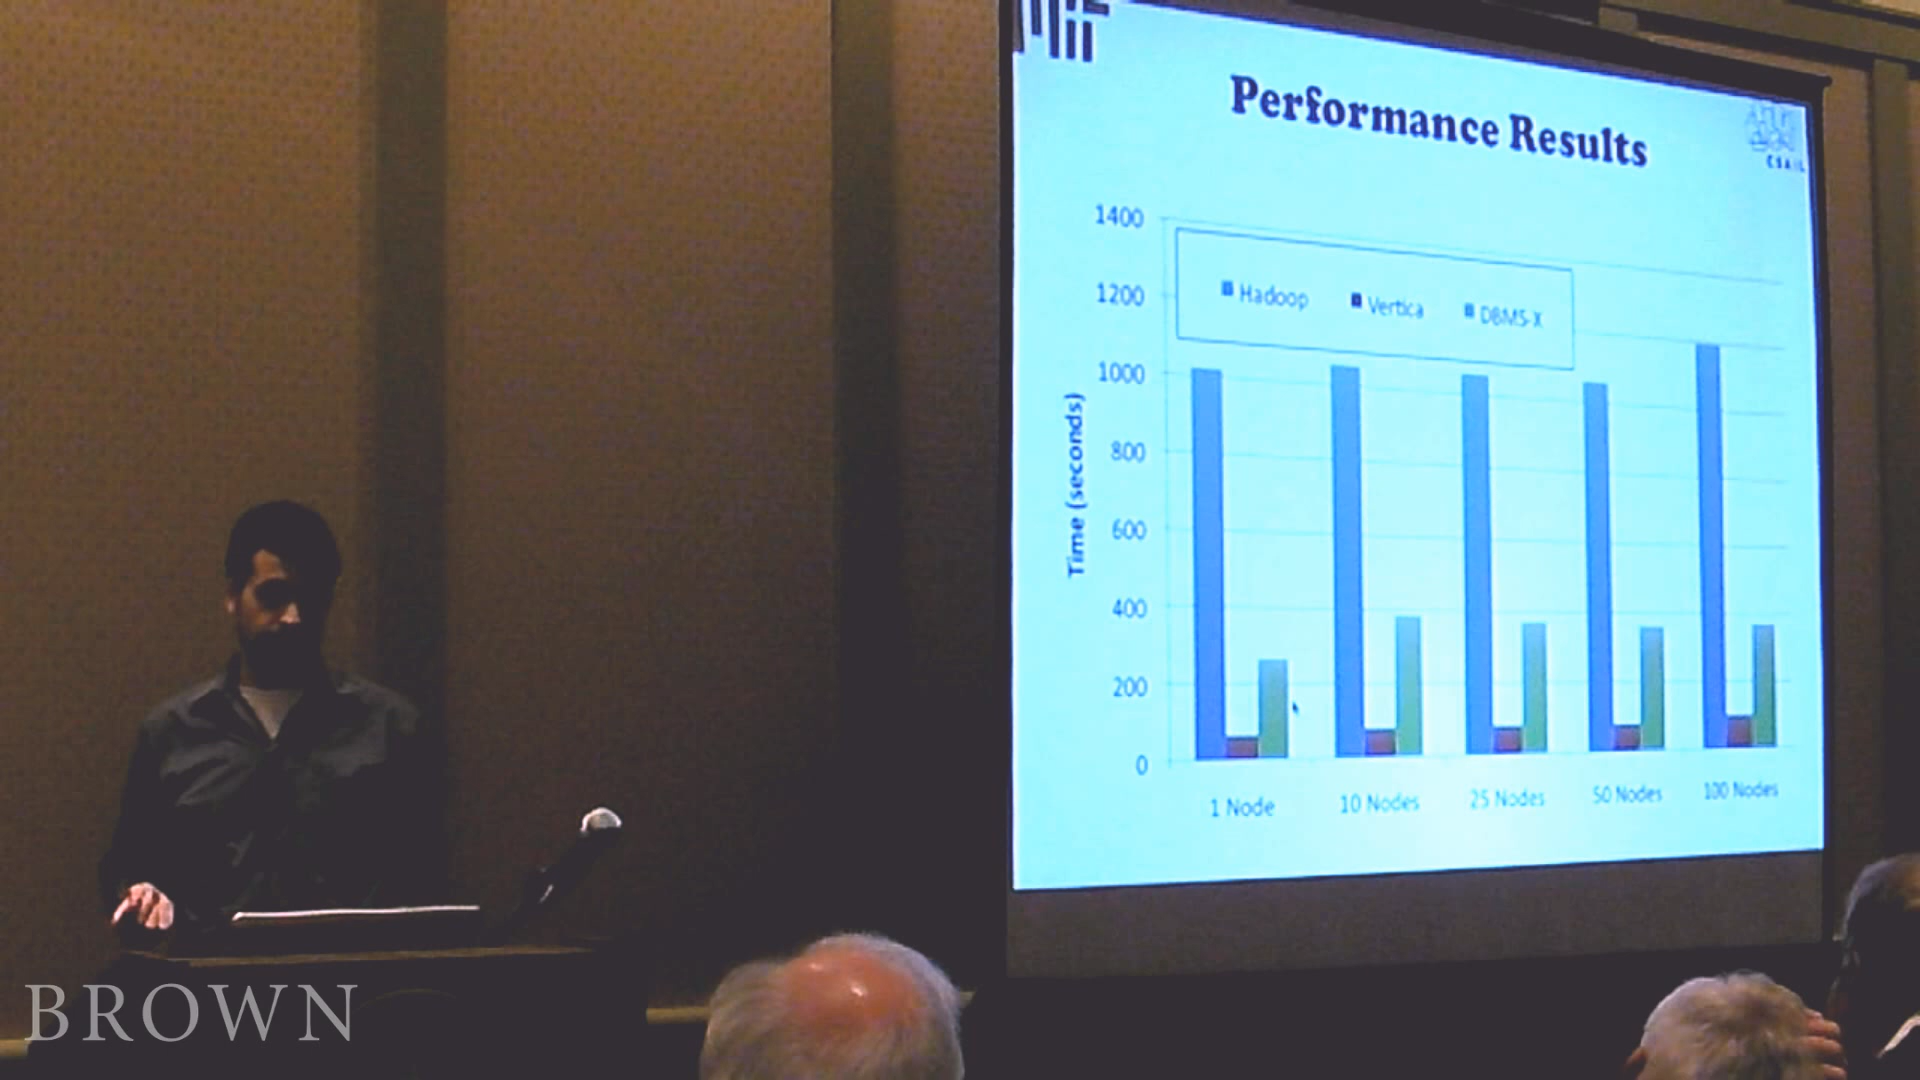 Performance Results
CSAIL
1400
1200
1000
800
600
400
200
0
Time (seconds)
Hadoop
Vertica
DBMS-X
1 Node
10 Nodes
25 Nodes
50 Nodes
100 Nodes
BROWN